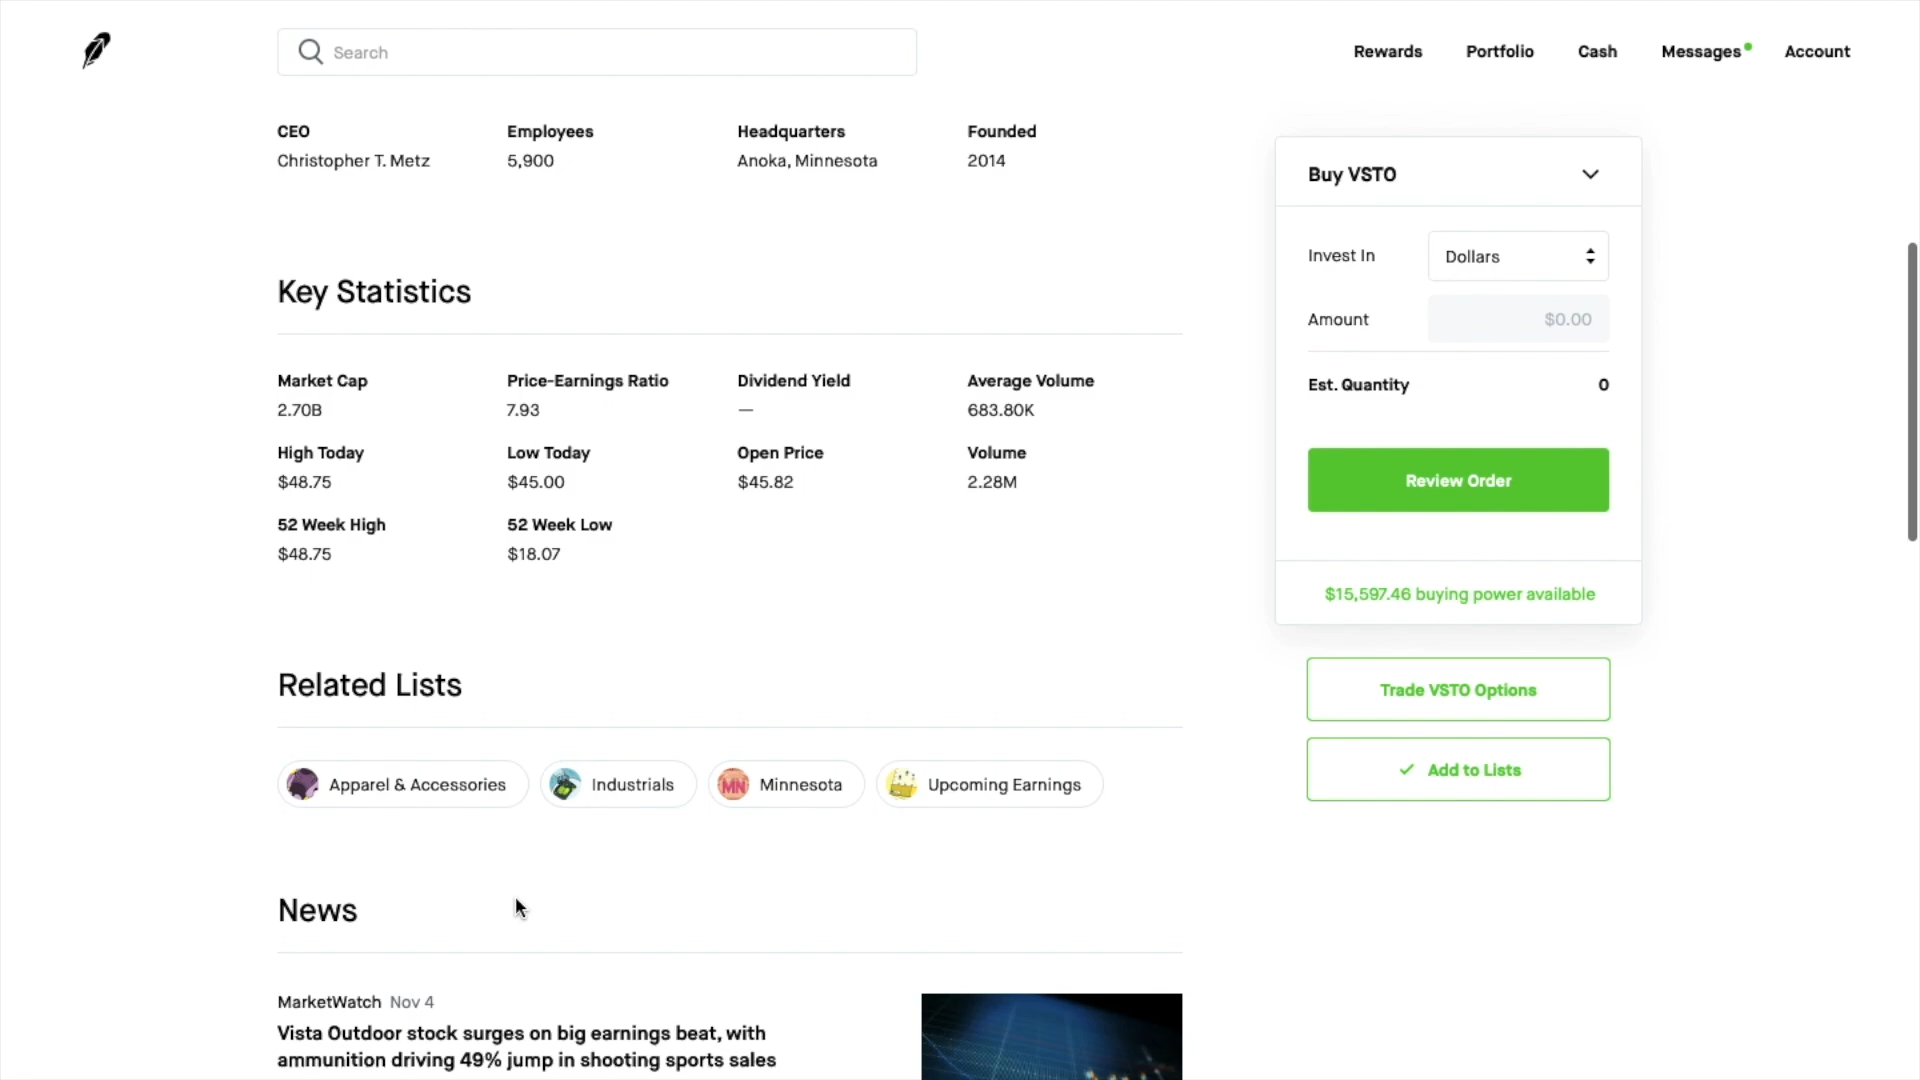 Search
Rewards Portfolio Cash Messages Account
CEO Employees Headquarters Founded
Christopher T. Metz 5,900 Anoka, Minnesota 2014
Key Statistics
Market Cap Price-Earnings Ratio Dividend Yield Average Volume
2.70B 7.93 — 683.80K
High Today Low Today Open Price Volume
$48.75 $45.00 $45.82 2.28M
52 Week High 52 Week Low
$48.75 $18.07
Related Lists
Apparel & Accessories Industrials MN Minnesota Upcoming Earnings
News
MarketWatch Nov 4
Vista Outdoor stock surges on big earnings beat, with
ammunition driving 49% jump in shooting sports sales
Buy VSTO
Invest In Dollars
Amount $0.00
Est. Quantity 0
Review Order
$15,597.46 buying power available
Trade VSTO Options
Add to Lists